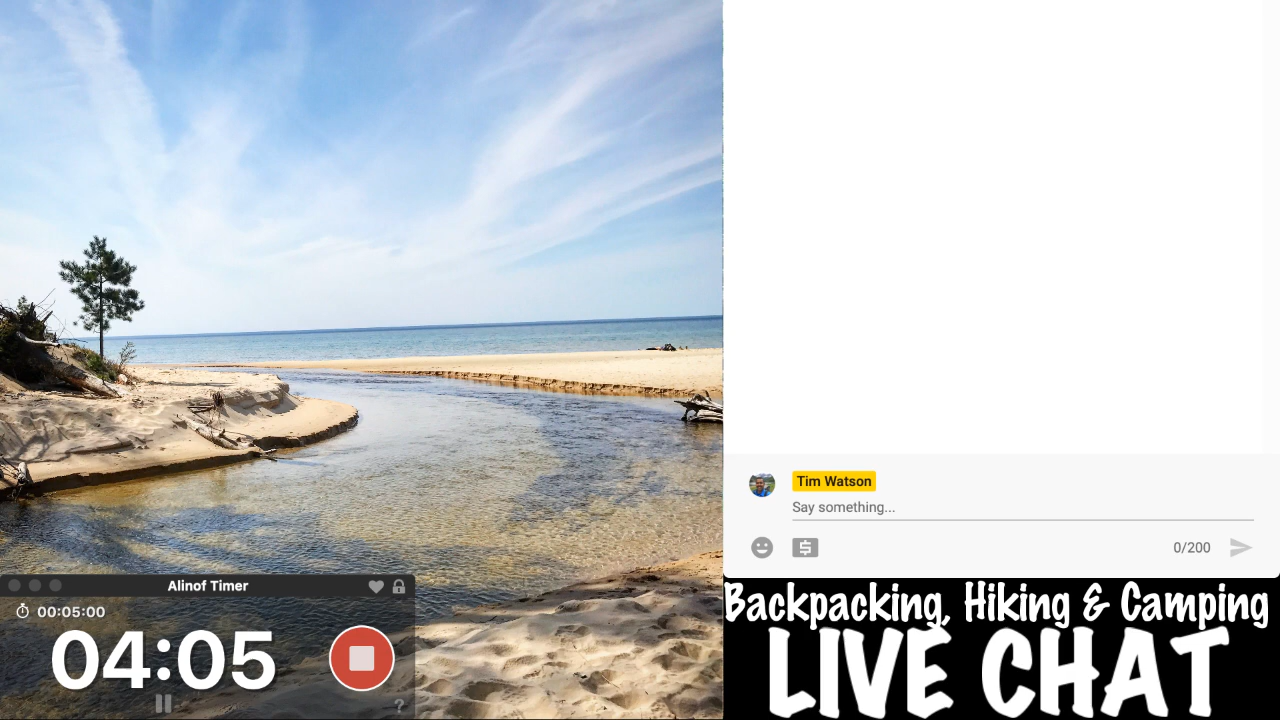 Alinof Timer
00:05:00
04:05
?
Tim Watson
Say something...
0/200
Backpacking, Hiking & Camping
LIVE CHAT